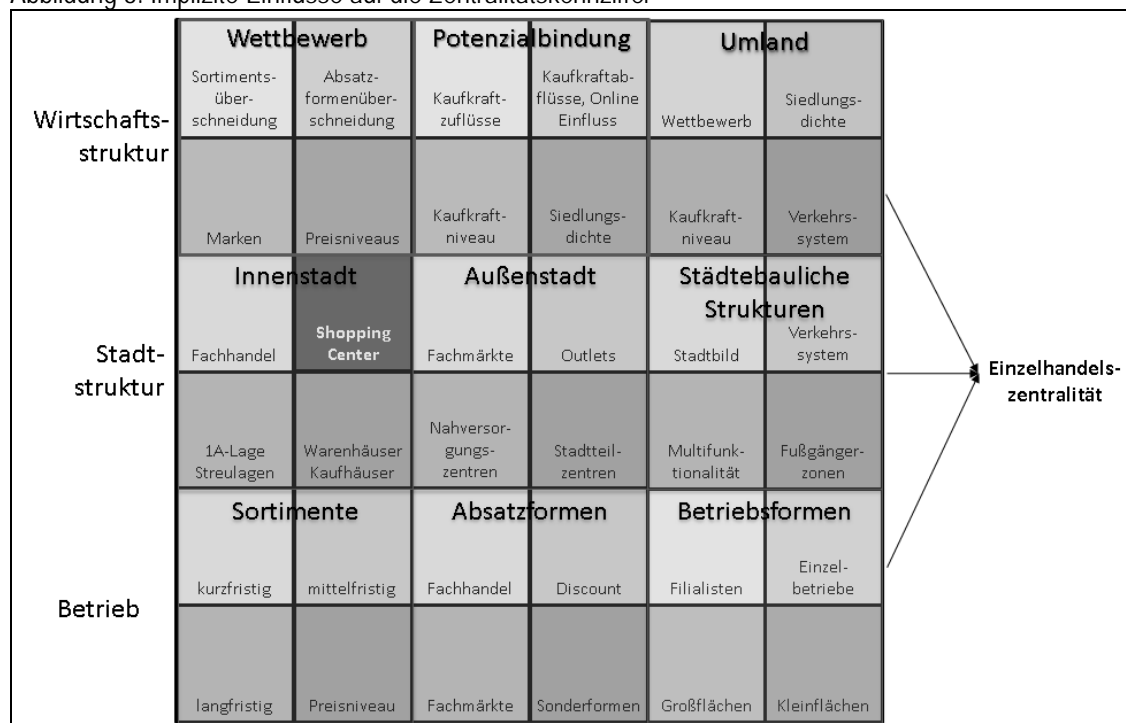 Abbildung 3: Implizite Einflüsse auf die Zentralitätskennziffer
Wettbewerb
Potenzialbindung
Umland
Wirtschafts-
struktur
Sortiments-
über-
schneidung
Absatz-
formenüber-
schneidung
Kaufkraft-
zuflüsse
Kaufkraftab-
flüsse, Online
Einfluss
Wettbewerb
Siedlungs-
dichte
Marken
Preisniveaus
Kaufkraft-
niveau
Siedlungs-
dichte
Kaufkraft-
niveau
Verkehrs-
system
Innenstadt
Außenstadt
Städtebauliche
Strukturen
Stadt-
struktur
Fachhandel
Shopping
Center
Fachmärkte
Outlets
Stadtbild
Verkehrs-
system
1A-Lage
Streulagen
Warenhäuser
Kaufhäuser
Nahversor-
gungs-
zentren
Stadtteil-
zentren
Multifunk-
tionalität
Fußgänger-
zonen
Einzelhandels-
zentralität
Sortimente
Absatzformen
Betriebsformen
Betrieb
kurzfristig
mittelfristig
Fachhandel
Discount
Filialisten
Einzel-
betriebe
langfristig
Preisniveau
Fachmärkte
Sonderformen
Großflächen
Kleinflächen